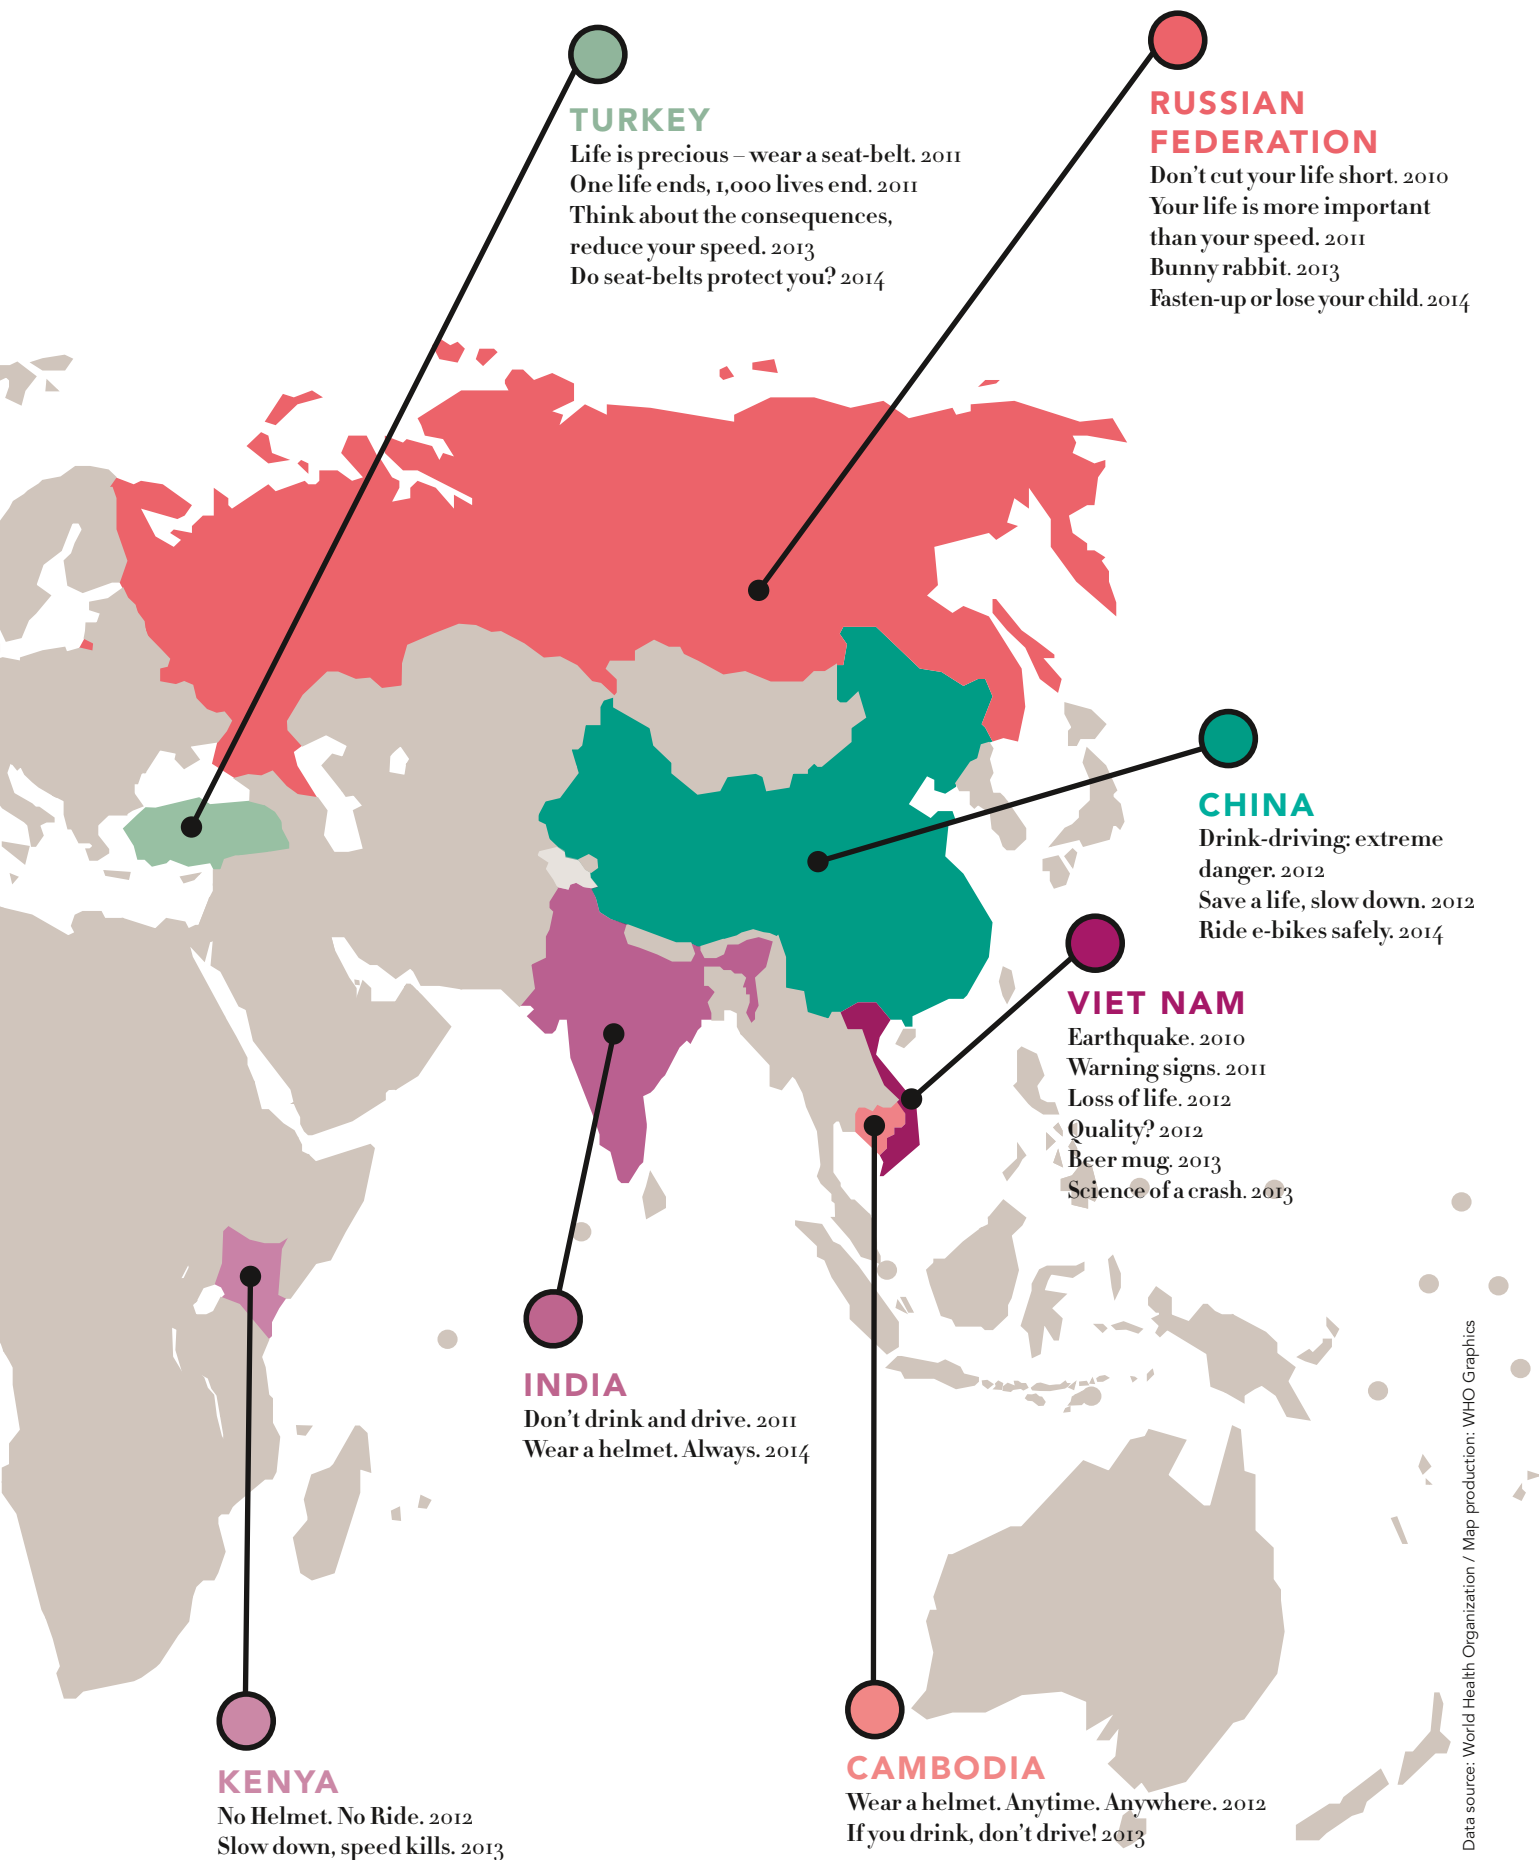 TURKEY
Life is precious – wear a seat-belt. 2011
One life ends, 1,000 lives end. 2011
Think about the consequences,
reduce your speed. 2013
Do seat-belts protect you? 2014
RUSSIAN
FEDERATION
Don’t cut your life short. 2010
Your life is more important
than your speed. 2011
Bunny rabbit. 2013
Fasten-up or lose your child. 2014
CHINA
Drink-driving: extreme
danger. 2012
Save a life, slow down. 2012
Ride e-bikes safely. 2014
VIET NAM
Earthquake. 2010
Warning signs. 2011
Loss of life. 2012
Quality? 2012
Beer mug. 2013
Science of a crash. 2013
INDIA
Don’t drink and drive. 2011
Wear a helmet. Always. 2014
KENYA
No Helmet. No Ride. 2012
Slow down, speed kills. 2013
CAMBODIA
Wear a helmet. Anytime. Anywhere. 2012
If you drink, don’t drive! 2013
Data source: World Health Organization / Map production: WHO Graphics